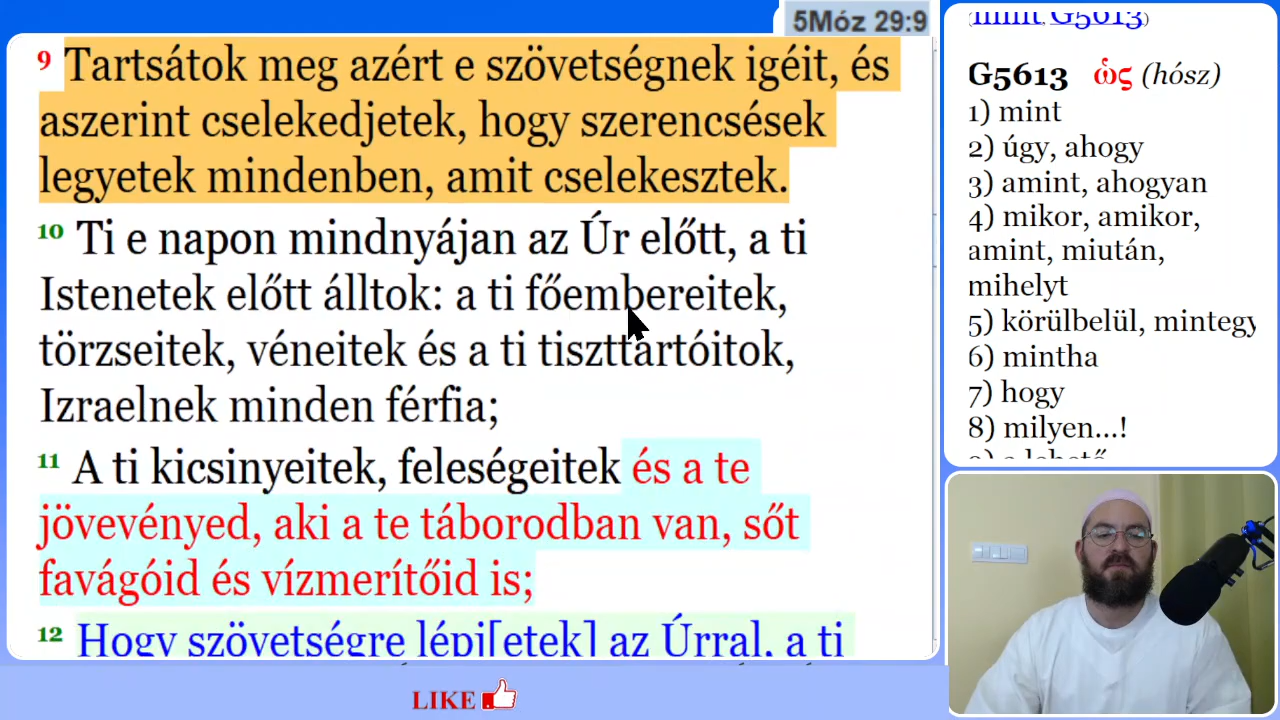 5Móz 29:9
9 Tartsátok meg azért e szövetségnek igéit, és
aszerint cselekedjetek, hogy szerencsések
legyetek mindenben, amit cselekesztek.
10 Ti e napon mindnyájan az Úr előtt, a ti
Istenetek előtt álltok: a ti főembereitek,
törzseitek, véneitek és a ti tiszttartóitok,
Izraelnek minden férfia;
11 A ti kicsinyeitek, feleségeitek és a te
jövevényed, aki a te táborodban van, sőt
favágóid és vízmerítőid is;
12 Hogy szövetségre lépj[etek] az Úrral, a ti
LIKE
(mint, G5613)
G5613 ὡς (hósz)
1) mint
2) úgy, ahogy
3) amint, ahogyan
4) mikor, amikor,
amint, miután,
mihelyt
5) körülbelül, mintegy
6) mintha
7) hogy
8) milyen...!